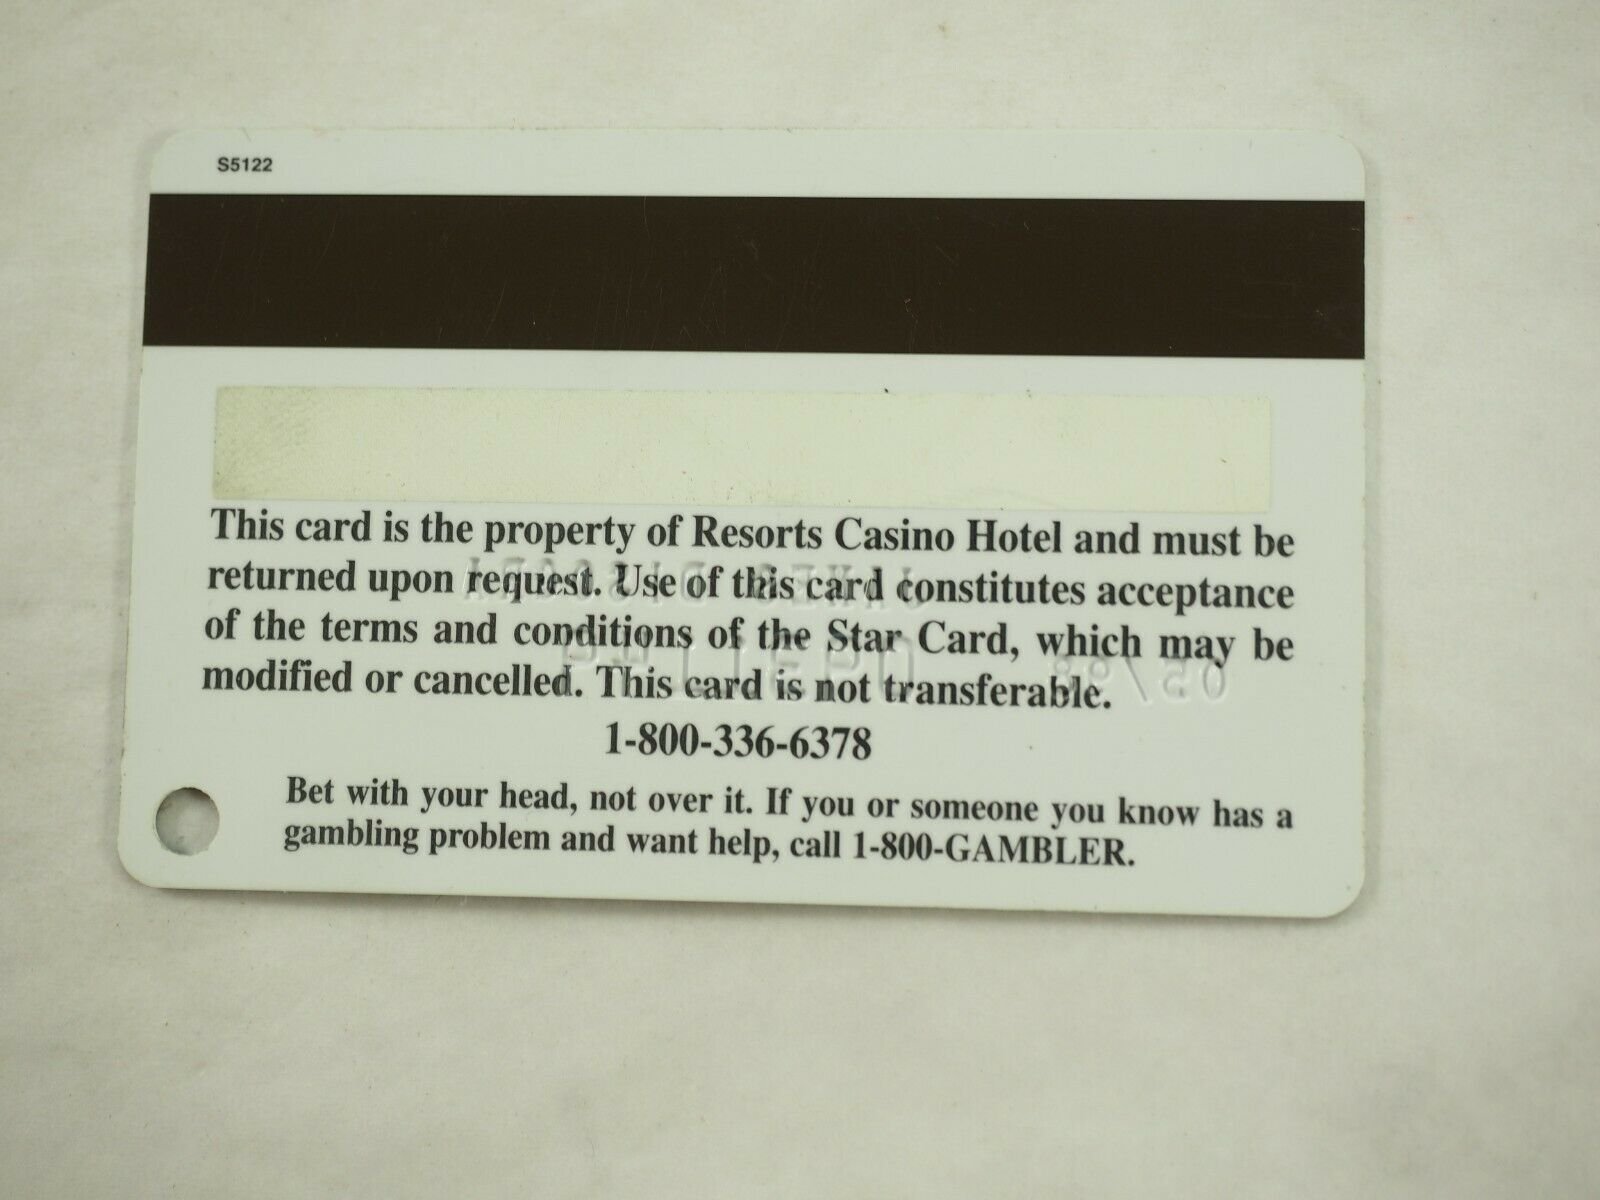 S5122
This card is the property of Resorts Casino Hotel and must be
returned upon request. Use of this card constitutes acceptance
of the terms and conditions of the Star Card, which may be
modified or cancelled. This card is not transferable.
1-800-336-6378
Bet with your head, not over it. If you or someone you know has a
gambling problem and want help, call 1-800-GAMBLER.